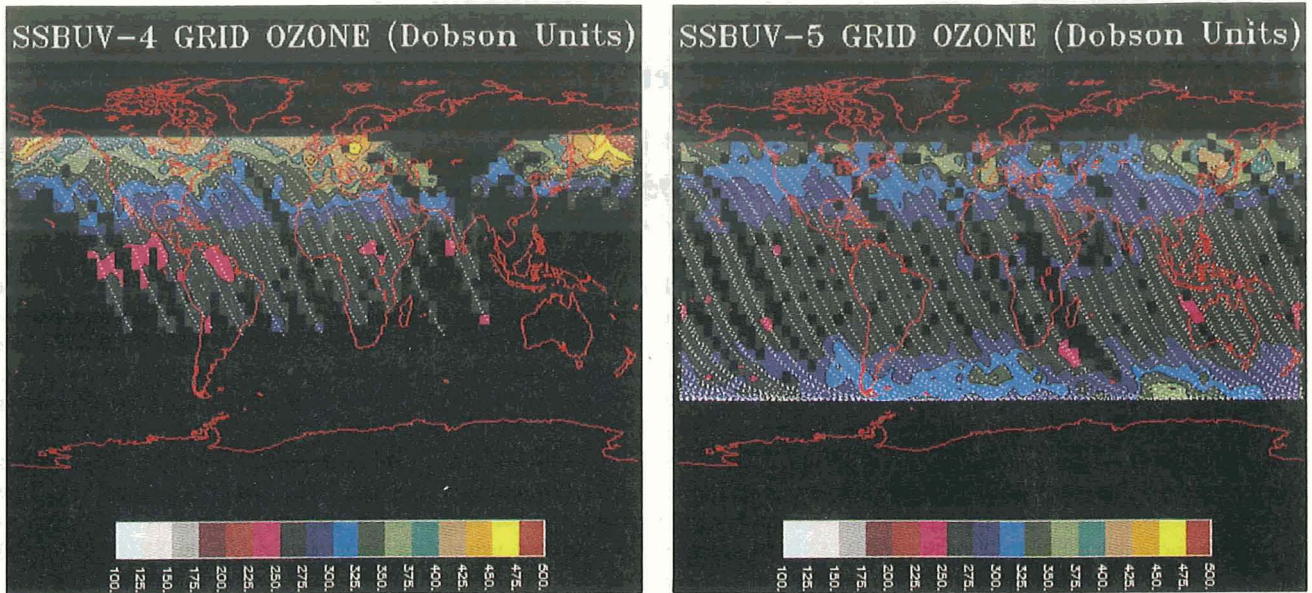 SSBUV-4 GRID OZONE (Dobson Units)
100. 125. 150. 175. 200. 225. 250. 275. 300. 325. 350. 375. 400. 425. 450. 475. 500.
SSBUV-5 GRID OZONE (Dobson Units)
100. 125. 150. 175. 200. 225. 250. 275. 300. 325. 350. 375. 400. 425. 450. 475. 500.